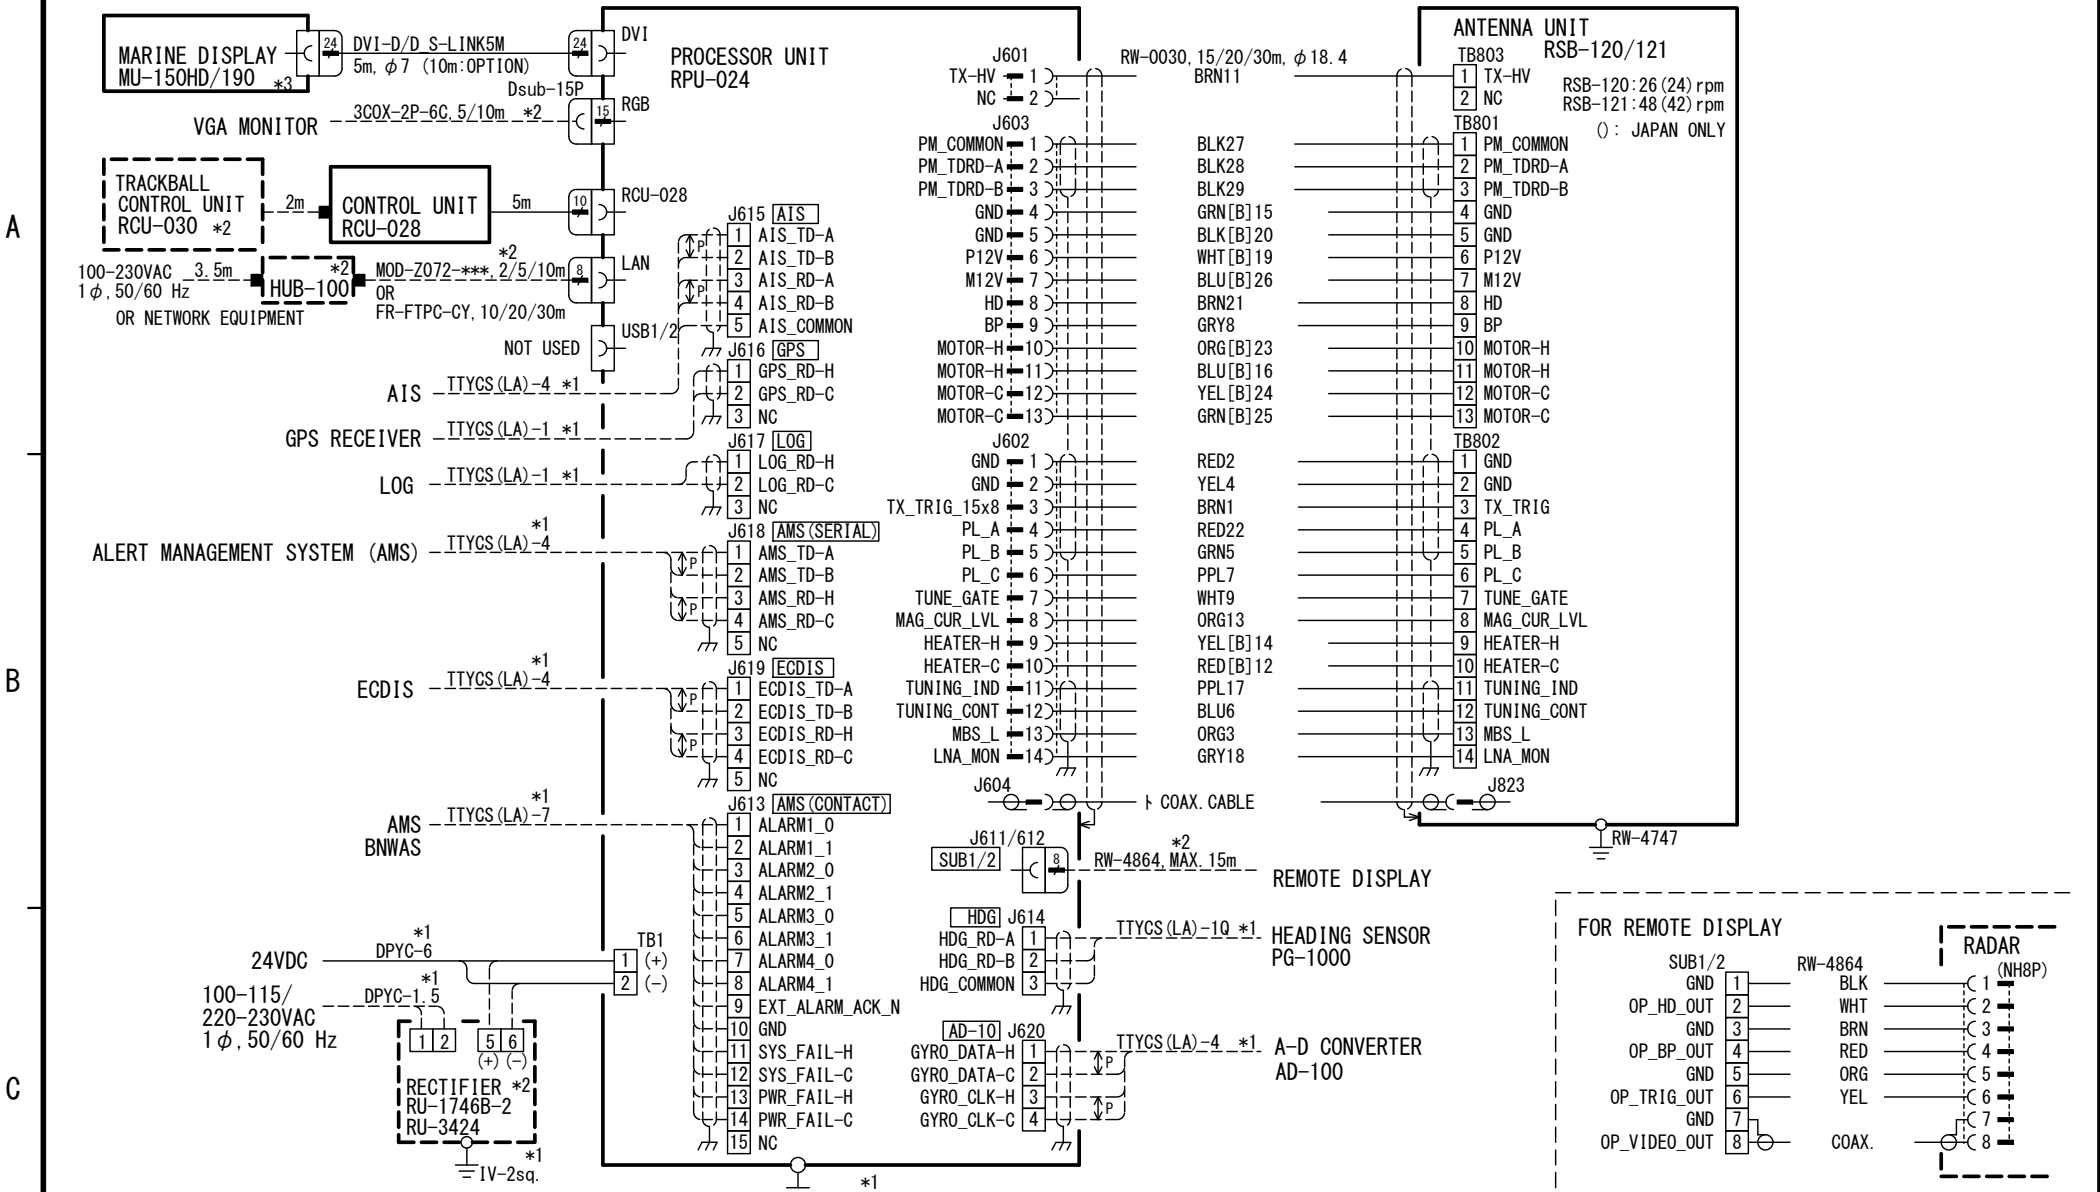 MARINE DISPLAY
MU-150HD/190 *3
24
DVI-D/D S-LINK5M
5m, φ7 (10m:OPTION)
24
DVI
PROCESSOR UNIT
RPU-024
Dsub-15P
VGA MONITOR
3COX-2P-6C, 5/10m *2
15
RGB
TRACKBALL
CONTROL UNIT
RCU-030 *2
2m
CONTROL UNIT
RCU-028
5m
10
RCU-028
100-230VAC
1φ, 50/60 Hz
3.5m
*2
HUB-100
*2
MOD-Z072-***, 2/5/10m
OR
FR-FTPC-CY, 10/20/30m
8
LAN
OR NETWORK EQUIPMENT
NOT USED
USB1/2
AIS TTYCS(LA)-4 *1
GPS RECEIVER TTYCS(LA)-1 *1
LOG TTYCS(LA)-1 *1
ALERT MANAGEMENT SYSTEM (AMS) TTYCS(LA)-4 *1
ECDIS TTYCS(LA)-4 *1
AMS
BNWAS
TTYCS(LA)-7 *1
24VDC DPYC-6 *1
100-115/
220-230VAC
1φ, 50/60 Hz
DPYC-1.5 *1
1 2 5 6
(+) (-)
RECTIFIER *2
RU-1746B-2
RU-3424
*1
IV-2sq.
TB1
1 (+)
2 (-)
J615 AIS
P
P
1 AIS_TD-A
2 AIS_TD-B
3 AIS_RD-A
4 AIS_RD-B
5 AIS_COMMON
J616 GPS
1 GPS_RD-H
2 GPS_RD-C
3 NC
J617 LOG
1 LOG_RD-H
2 LOG_RD-C
3 NC
J618 AMS(SERIAL)
P
P
1 AMS_TD-A
2 AMS_TD-B
3 AMS_RD-H
4 AMS_RD-C
5 NC
J619 ECDIS
P
P
1 ECDIS_TD-A
2 ECDIS_TD-B
3 ECDIS_RD-H
4 ECDIS_RD-C
5 NC
J613 AMS(CONTACT)
1 ALARM1_0
2 ALARM1_1
3 ALARM2_0
4 ALARM2_1
5 ALARM3_0
6 ALARM3_1
7 ALARM4_0
8 ALARM4_1
9 EXT_ALARM_ACK_N
10 GND
11 SYS_FAIL-H
12 SYS_FAIL-C
13 PWR_FAIL-H
14 PWR_FAIL-C
15 NC
*1
ANTENNA UNIT
RSB-120/121
RSB-120:26(24)rpm
RSB-121:48(42)rpm
(): JAPAN ONLY
RW-0030, 15/20/30m, φ18.4
J601 TB803
TX-HV 1 BRN11 1 TX-HV
NC 2 2 NC
J603 TB801
PM_COMMON 1 BLK27 1 PM_COMMON
PM_TDRD-A 2 BLK28 2 PM_TDRD-A
PM_TDRD-B 3 BLK29 3 PM_TDRD-B
GND 4 GRN[B]15 4 GND
GND 5 BLK[B]20 5 GND
P12V 6 WHT[B]19 6 P12V
M12V 7 BLU[B]26 7 M12V
HD 8 BRN21 8 HD
BP 9 GRY8 9 BP
MOTOR-H 10 ORG[B]23 10 MOTOR-H
MOTOR-H 11 BLU[B]16 11 MOTOR-H
MOTOR-C 12 YEL[B]24 12 MOTOR-C
MOTOR-C 13 GRN[B]25 13 MOTOR-C
J602 TB802
GND 1 RED2 1 GND
GND 2 YEL4 2 GND
TX_TRIG_15x8 3 BRN1 3 TX_TRIG
PL_A 4 RED22 4 PL_A
PL_B 5 GRN5 5 PL_B
PL_C 6 PPL7 6 PL_C
TUNE_GATE 7 WHT9 7 TUNE_GATE
MAG_CUR_LVL 8 ORG13 8 MAG_CUR_LVL
HEATER-H 9 YEL[B]14 9 HEATER-H
HEATER-C 10 RED[B]12 10 HEATER-C
TUNING_IND 11 PPL17 11 TUNING_IND
TUNING_CONT 12 BLU6 12 TUNING_CONT
MBS_L 13 ORG3 13 MBS_L
LNA_MON 14 GRY18 14 LNA_MON
J604 ト COAX.CABLE J823
RW-4747
J611/612
SUB1/2
8
*2
RW-4864, MAX.15m
REMOTE DISPLAY
HDG J614
HDG_RD-A 1
HDG_RD-B 2
HDG_COMMON 3
TTYCS(LA)-1Q *1
HEADING SENSOR
PG-1000
AD-10 J620
GYRO_DATA-H 1
GYRO_DATA-C 2
GYRO_CLK-H 3
GYRO_CLK-C 4
P
P
TTYCS(LA)-4 *1
A-D CONVERTER
AD-100
FOR REMOTE DISPLAY
SUB1/2 RW-4864
RADAR
(NH8P)
GND 1 BLK 1
OP_HD_OUT 2 WHT 2
GND 3 BRN 3
OP_BP_OUT 4 RED 4
GND 5 ORG 5
OP_TRIG_OUT 6 YEL 6
GND 7 7
OP_VIDEO_OUT 8 COAX. 8
A
B
C